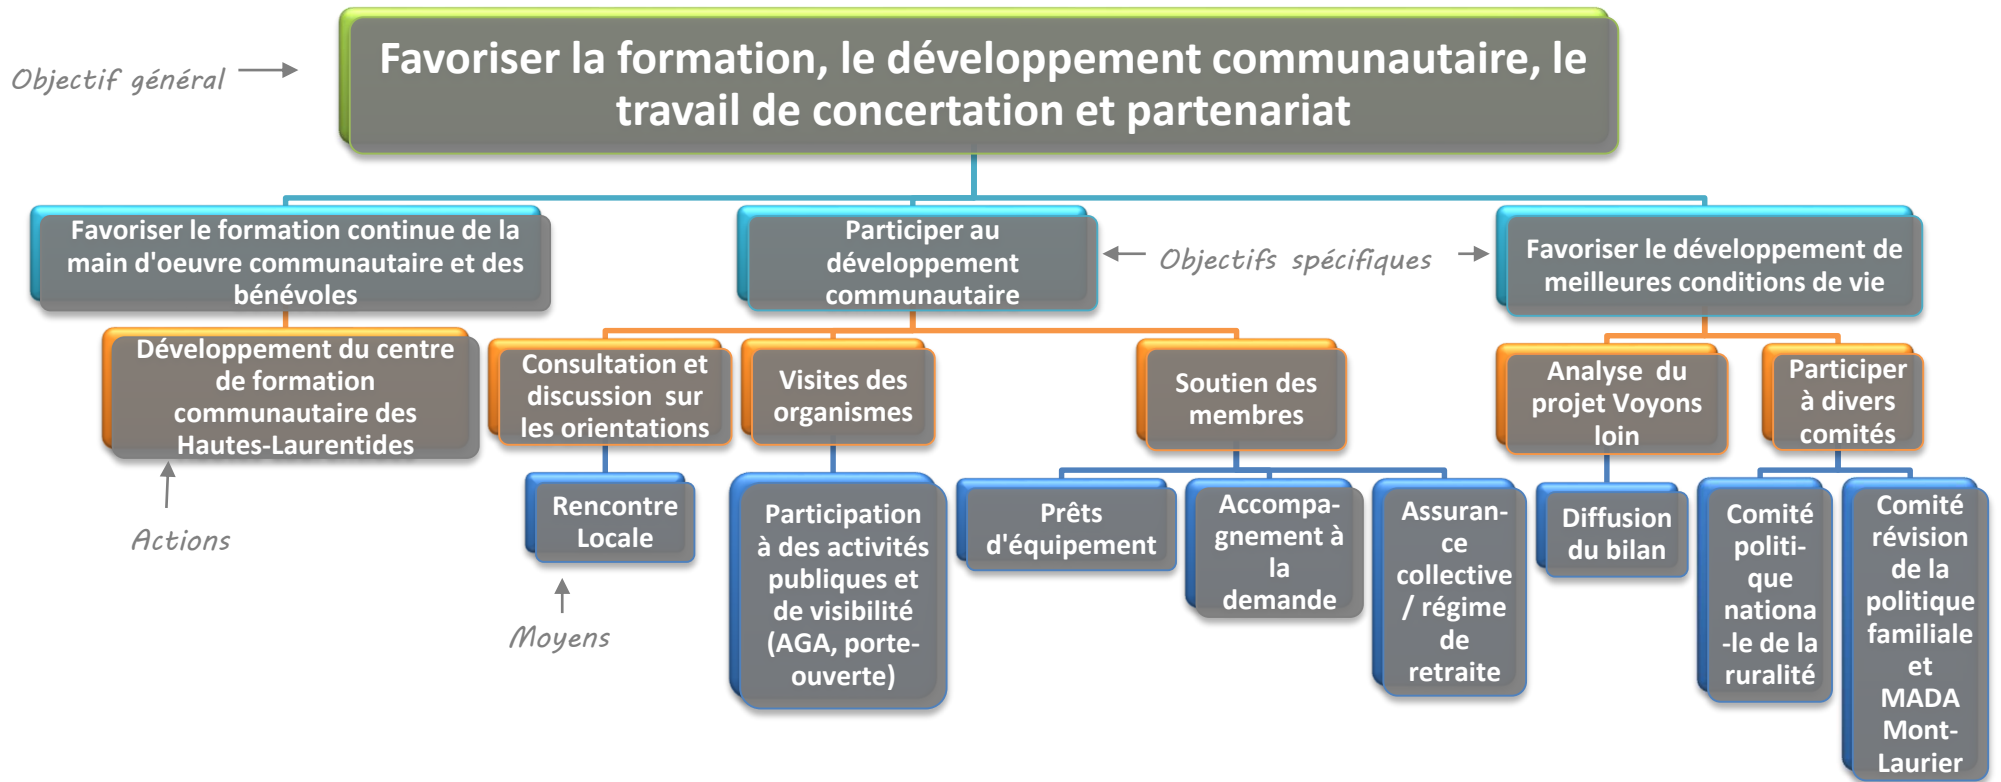 Objectif général
Favoriser la formation, le développement communautaire, le
travail de concertation et partenariat
Favoriser le formation continue de la
main d'oeuvre communautaire et des
bénévoles
Participer au
développement
communautaire
Objectifs spécifiques
Favoriser le développement de
meilleures conditions de vie
Développement du centre
de formation
communautaire des
Hautes-Laurentides
Consultation et
discussion sur
les orientations
Visites des
organismes
Soutien des
membres
Analyse du
projet Voyons
loin
Participer
à divers
comités
Actions
Rencontre
Locale
Moyens
Participation
à des activités
publiques et
de visibilité
(AGA, porte-
ouverte)
Prêts
d'équipement
Accompa-
gnement à
la
demande
Assuran-
ce
collective
/ régime
de
retraite
Diffusion
du bilan
Comité
politi-
que
nationa
-le de la
ruralité
Comité
révision
de la
politique
familiale
et
MADA
Mont-
Laurier